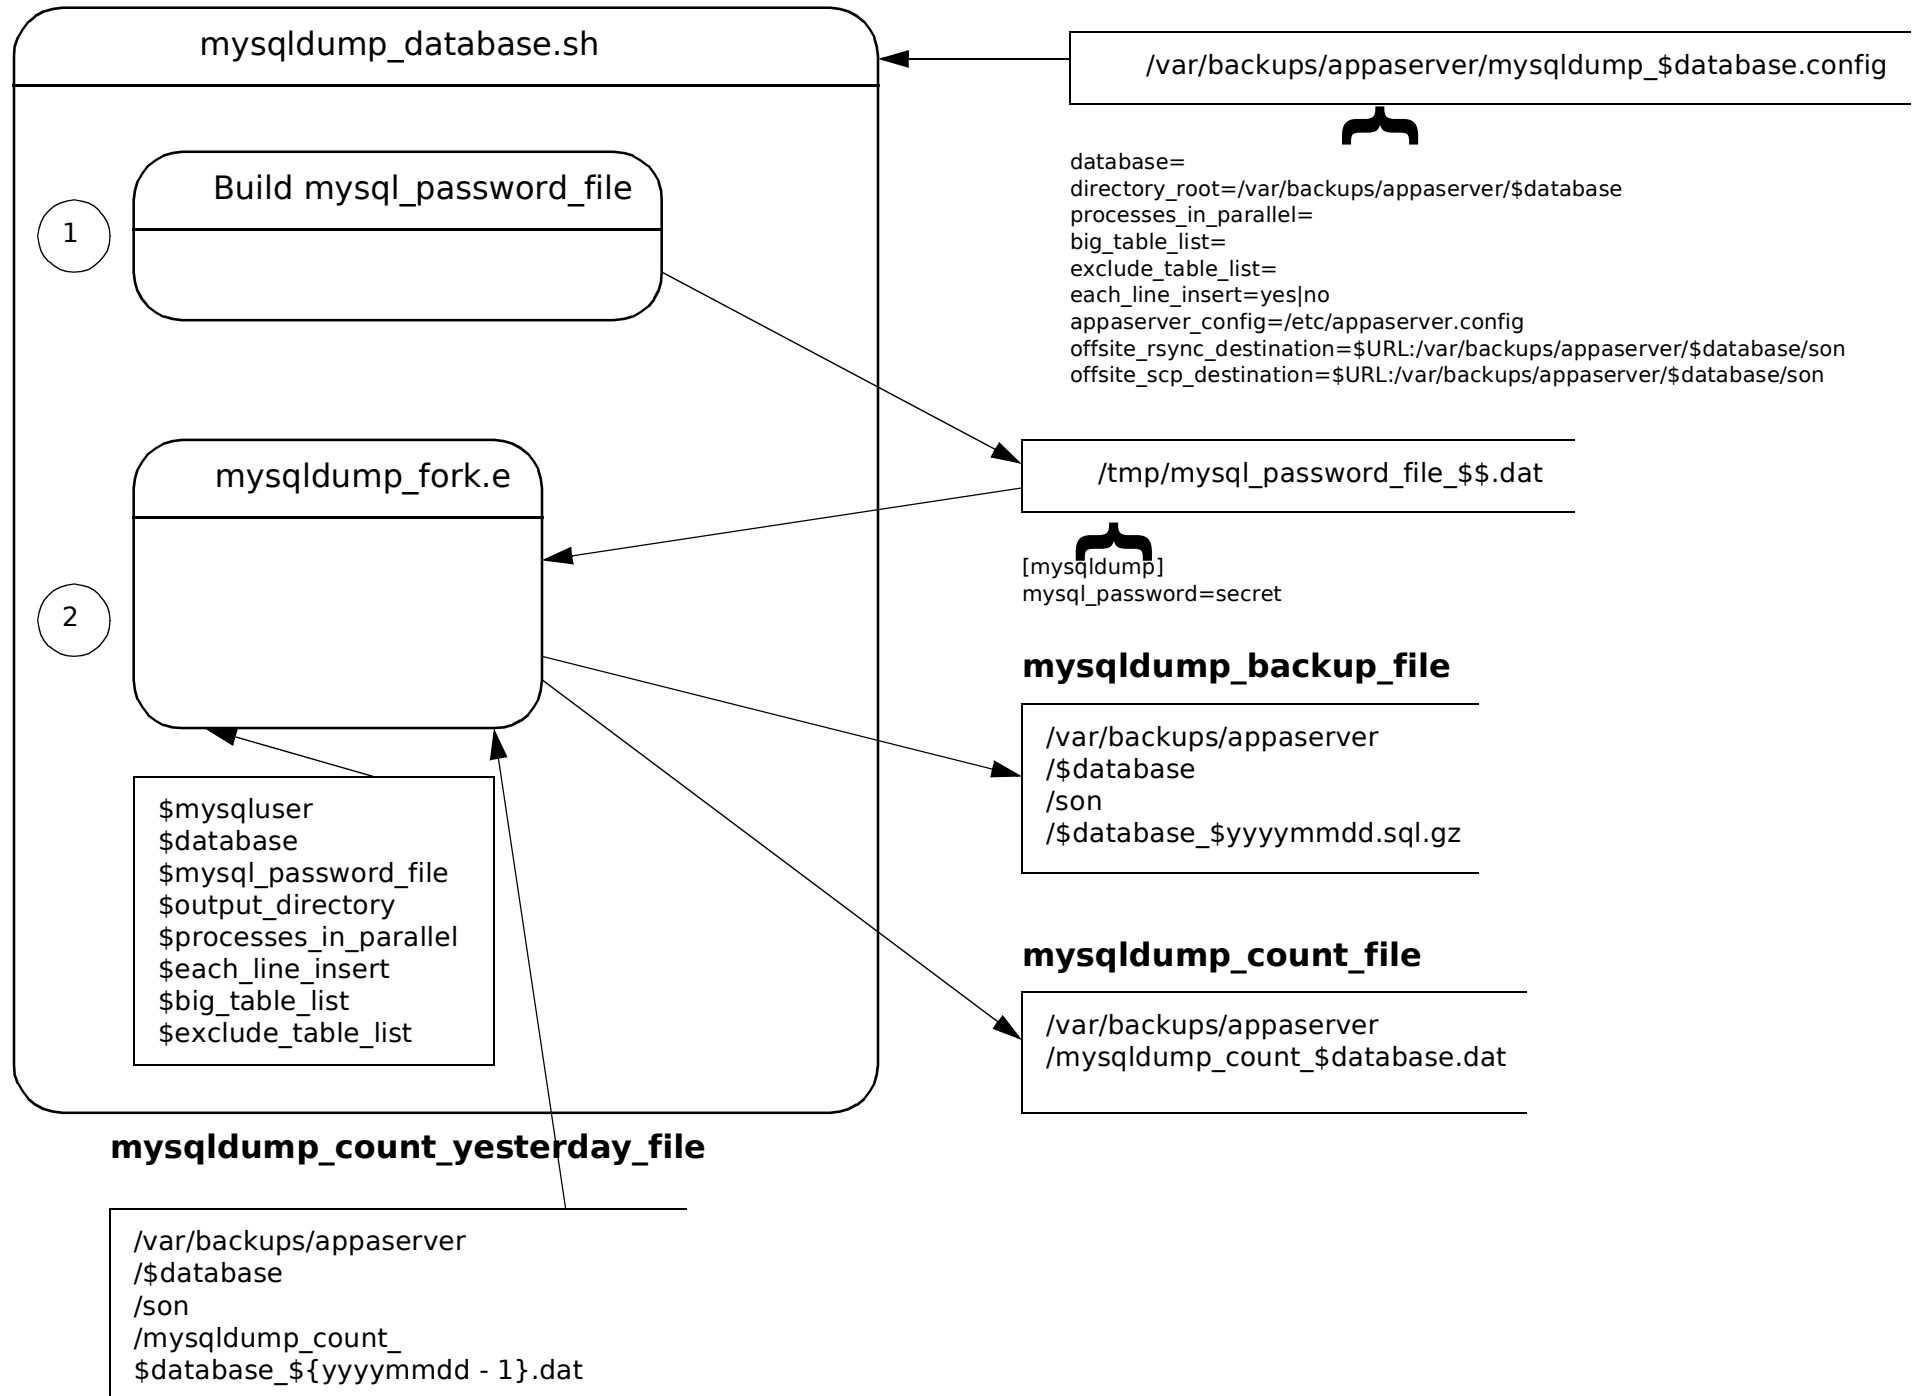 mysqldump_database.sh
/var/backups/appaserver/mysqldump_$database.config
database=
directory_root=/var/backups/appaserver/$database
processes_in_parallel=
big_table_list=
exclude_table_list=
each_line_insert=yes|no
appaserver_config=/etc/appaserver.config
offsite_rsync_destination=$URL:/var/backups/appaserver/$database/son
offsite_scp_destination=$URL:/var/backups/appaserver/$database/son
1
Build mysql_password_file
/tmp/mysql_password_file_$$.dat
[mysqldump]
mysql_password=secret
2
mysqldump_fork.e
$mysqluser
$database
$mysql_password_file
$output_directory
$processes_in_parallel
$each_line_insert
$big_table_list
$exclude_table_list
mysqldump_backup_file
/var/backups/appaserver
/$database
/son
/$database_$yyyymmdd.sql.gz
mysqldump_count_file
/var/backups/appaserver
/mysqldump_count_$database.dat
mysqldump_count_yesterday_file
/var/backups/appaserver
/$database
/son
/mysqldump_count_
$database_${yyyymmdd - 1}.dat